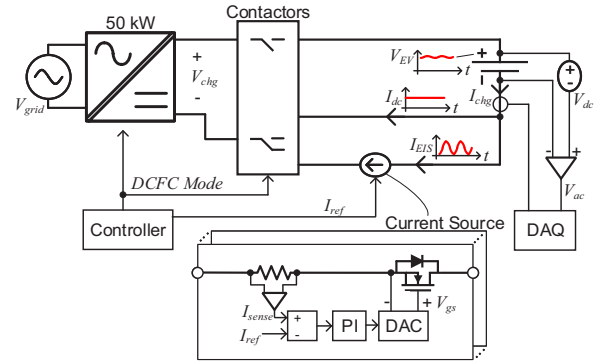 50 kW
Contactors
V_grid
+
V_chg
-
V_EV
t
+
-
I_dc
t
I_chg
V_dc
I_EIS
t
- +
V_ac
DCFC Mode
I_ref
Controller
Current Source
DAQ
I_sense
I_ref
+
-
PI
DAC
- + V_gs